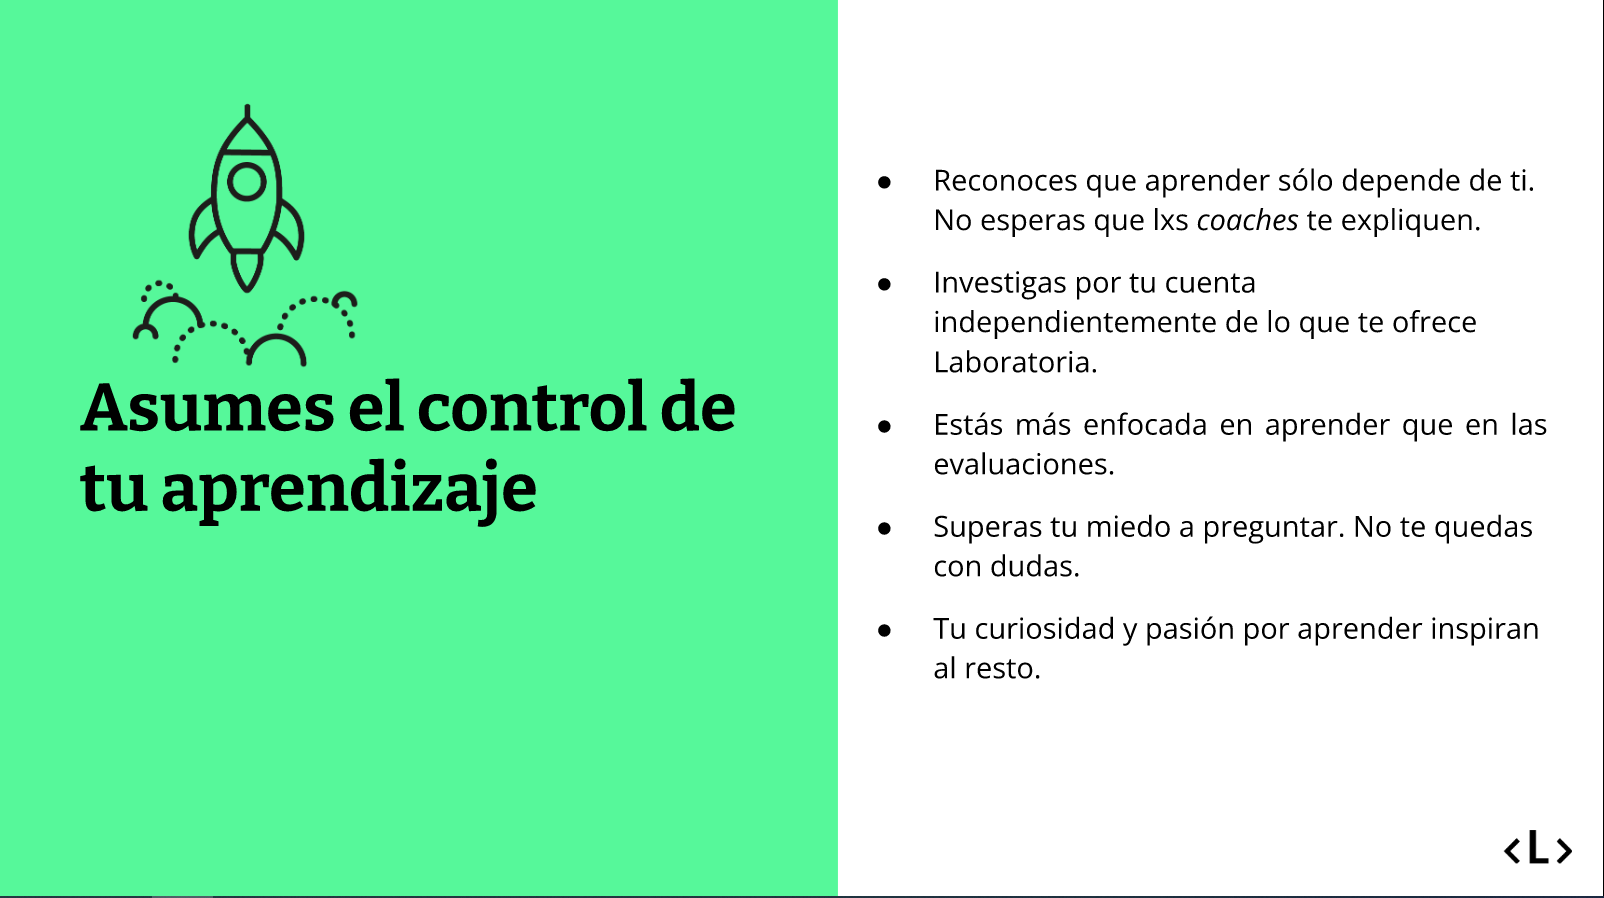 Asumes el control de
tu aprendizaje
● Reconoces que aprender sólo depende de ti.
No esperas que lxs coaches te expliquen.
● Investigas por tu cuenta
independientemente de lo que te ofrece
Laboratoria.
● Estás más enfocada en aprender que en las
evaluaciones.
● Superas tu miedo a preguntar. No te quedas
con dudas.
● Tu curiosidad y pasión por aprender inspiran
al resto.
<L>